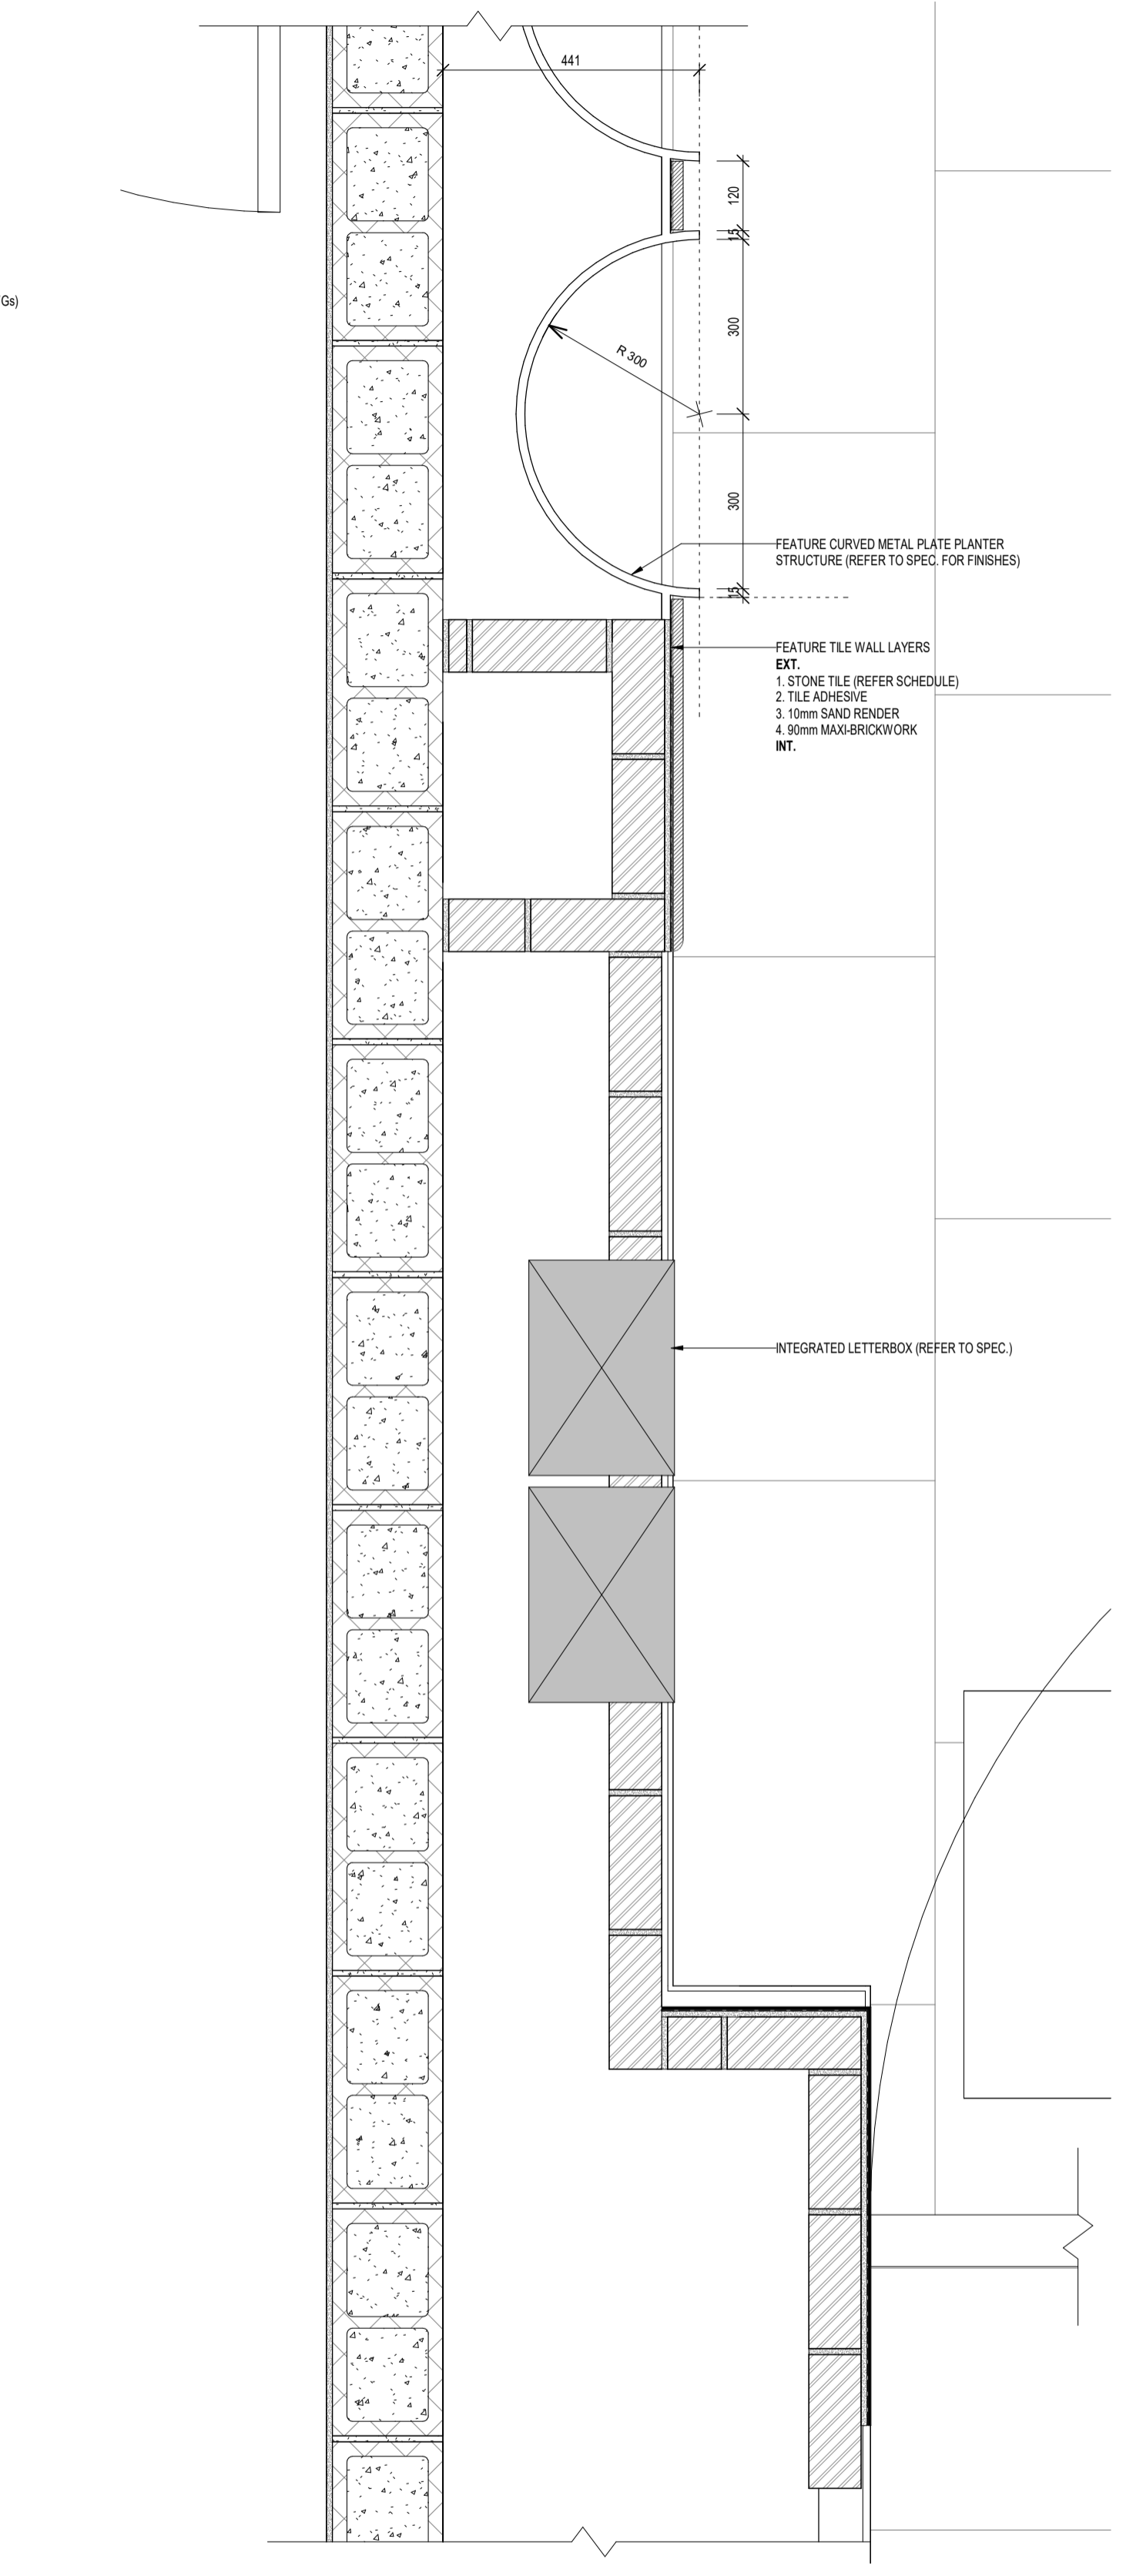 441
120
15
Gs)
300
R 300
300
FEATURE CURVED METAL PLATE PLANTER
STRUCTURE (REFER TO SPEC. FOR FINISHES)
15
FEATURE TILE WALL LAYERS
EXT.
1. STONE TILE (REFER SCHEDULE)
2. TILE ADHESIVE
3. 10mm SAND RENDER
4. 90mm MAXI-BRICKWORK
INT.
INTEGRATED LETTERBOX (REFER TO SPEC.)